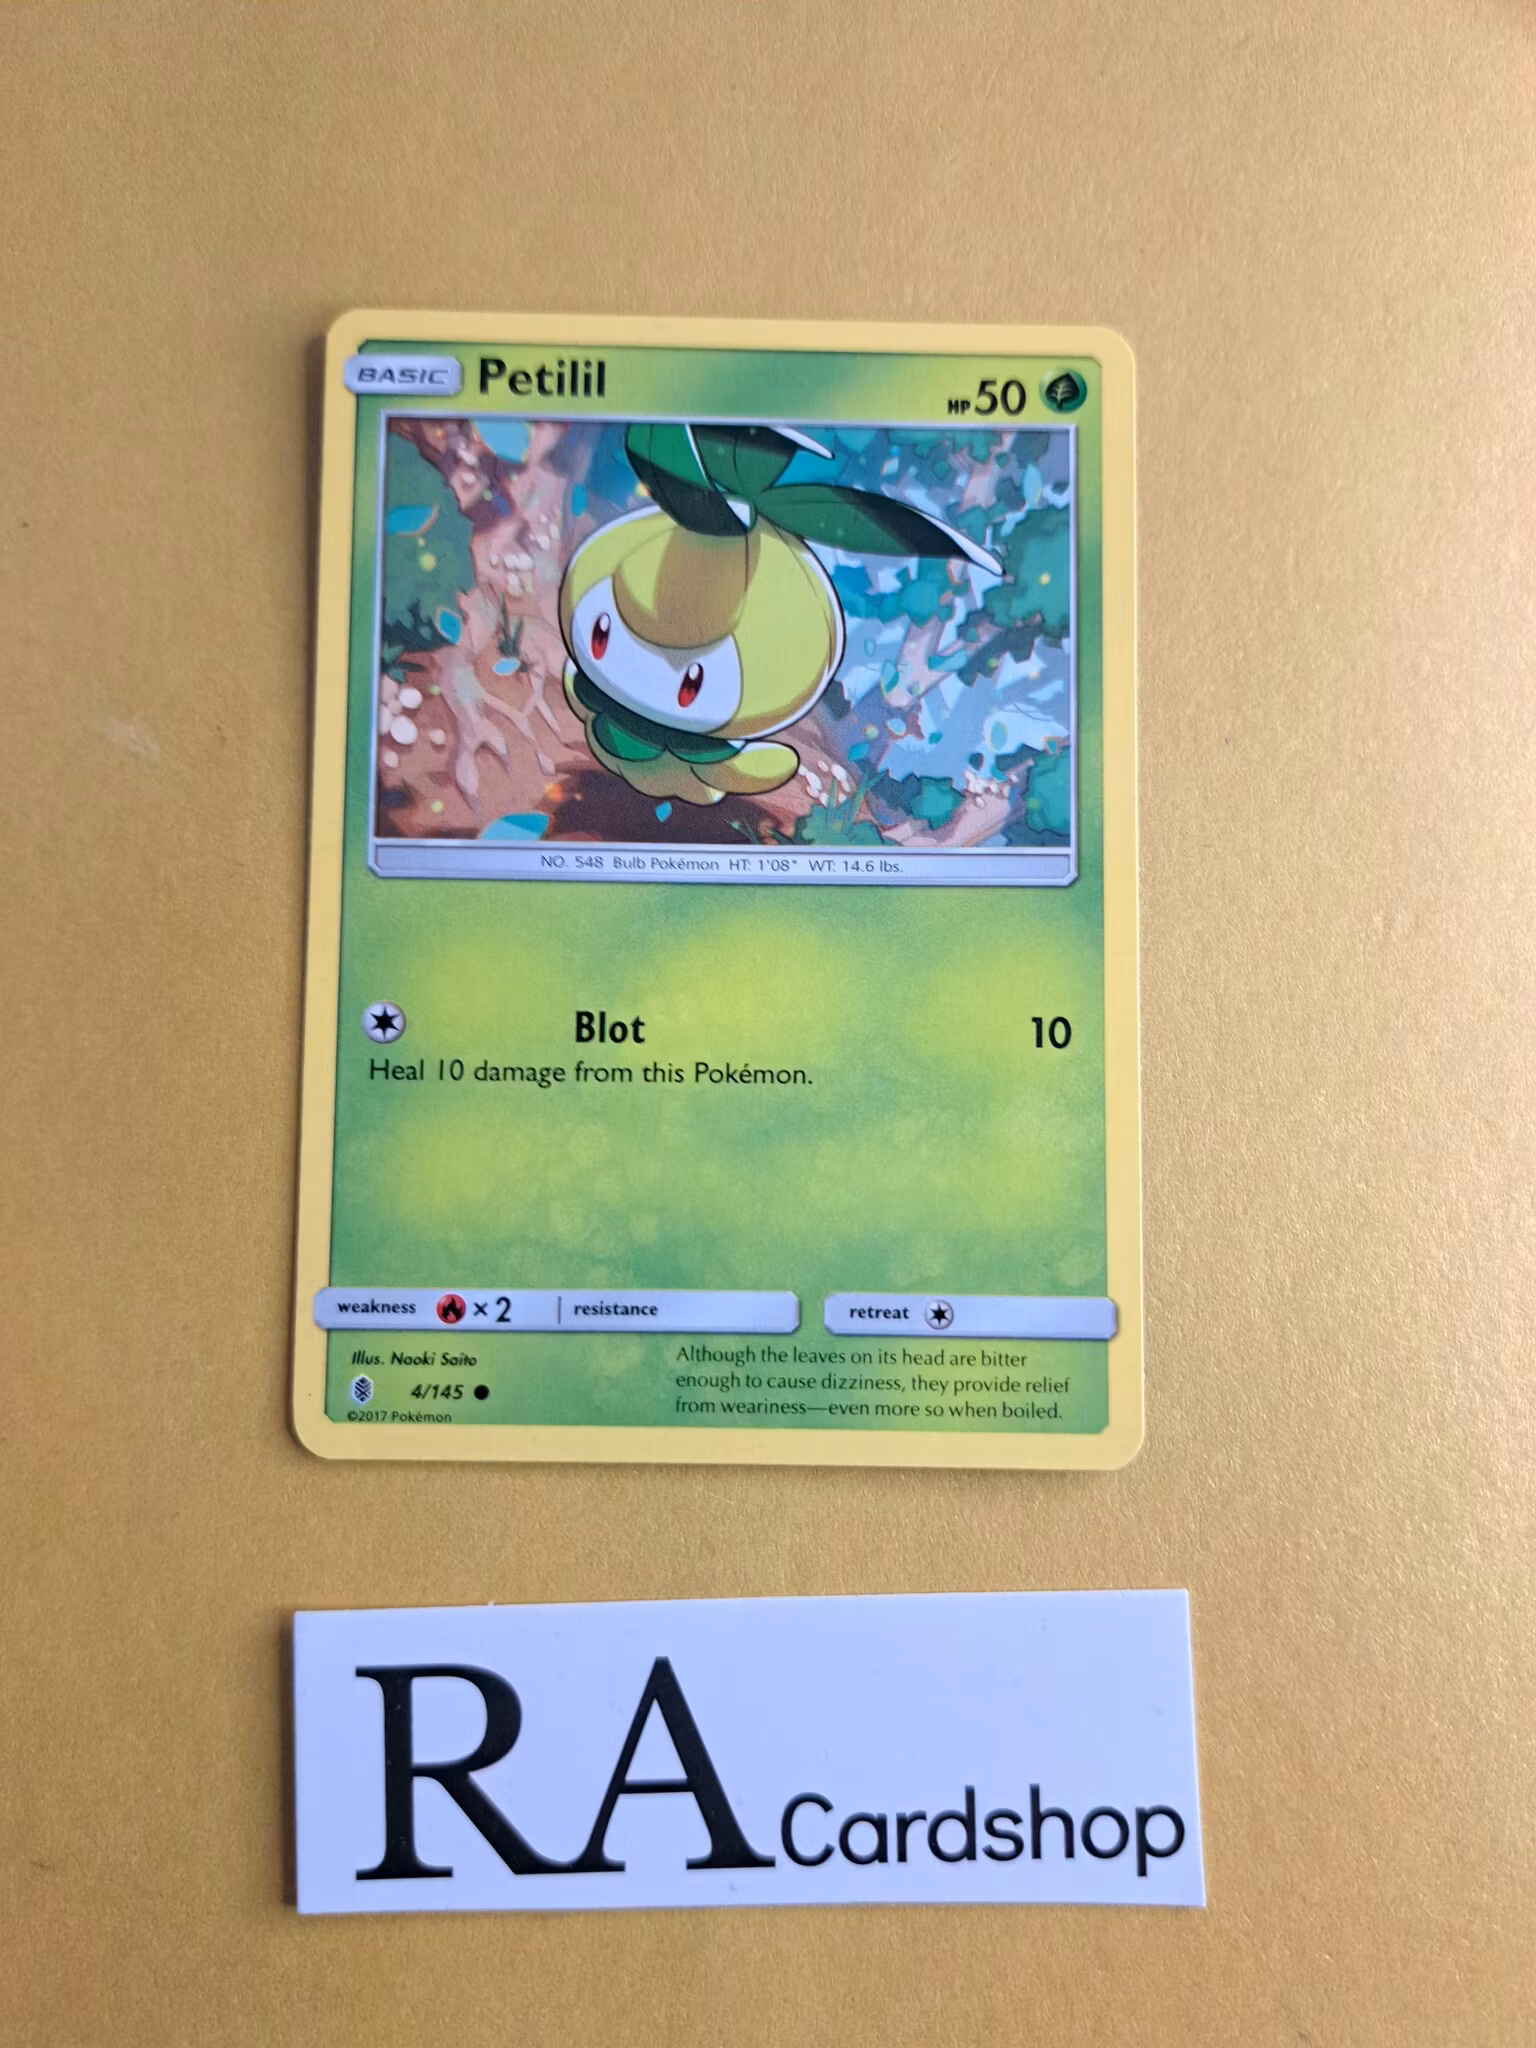 BASIC Petilil HP 50
NO. 548 Bulb Pokémon HT: 1'08" WT: 14.6 lbs.
Blot 10
Heal 10 damage from this Pokémon.
weakness × 2 resistance retreat
Illus. Naoki Saito
4/145
©2017 Pokémon
Although the leaves on its head are bitter
enough to cause dizziness, they provide relief
from weariness—even more so when boiled.
RA Cardshop